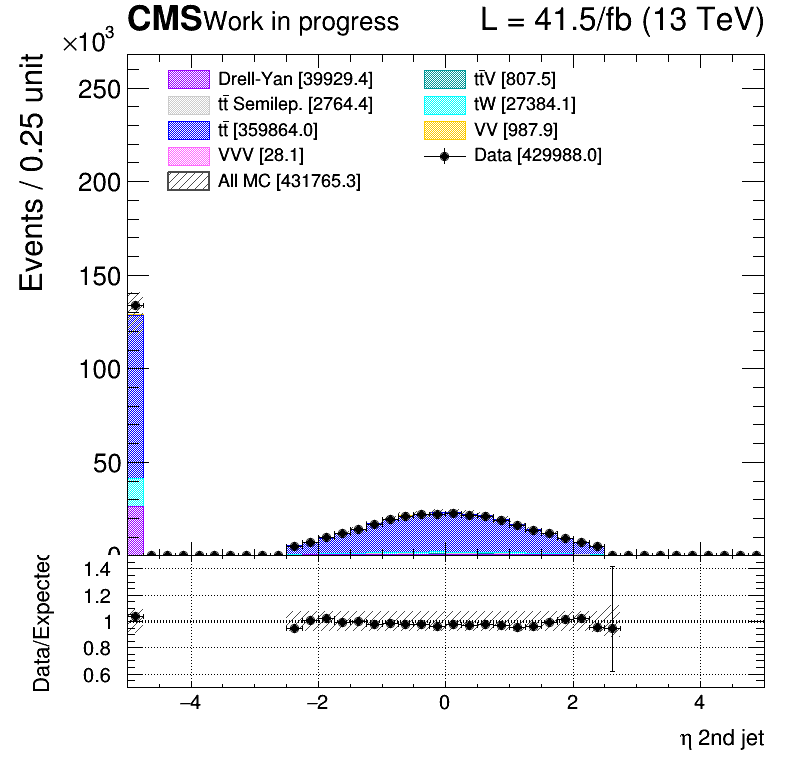 CMS Work in progress L = 41.5/fb (13 TeV)
×10³
Events / 0.25 unit
250
200
150
100
50
0
Drell-Yan [39929.4]
tt̄ Semilep. [2764.4]
tt̄ [359864.0]
VVV [28.1]
All MC [431765.3]
tt̄V [807.5]
tW [27384.1]
VV [987.9]
Data [429988.0]
Data/Expected
1.4
1.2
1
0.8
0.6
−4 −2 0 2 4
η 2nd jet